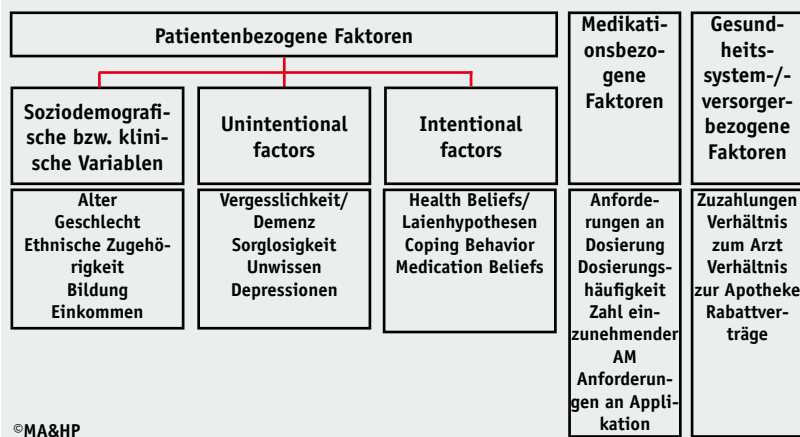 Patientenbezogene Faktoren
Soziodemografi-
sche bzw. klini-
sche Variablen
Alter
Geschlecht
Ethnische Zugehö-
rigkeit
Bildung
Einkommen
Unintentional
factors
Vergesslichkeit/
Demenz
Sorglosigkeit
Unwissen
Depressionen
Intentional
factors
Health Beliefs/
Laienhypothesen
Coping Behavior
Medication Beliefs
Medikati-
onsbezo-
gene
Faktoren
Anforde-
rungen an
Dosierung
Dosierungs-
häufigkeit
Zahl ein-
zunehmender
AM
Anforderun-
gen an Appli-
kation
Gesund-
heits-
system-/-
versorger-
bezogene
Faktoren
Zuzahlungen
Verhältnis
zum Arzt
Verhältnis
zur Apotheke
Rabattver-
träge
©MA&HP